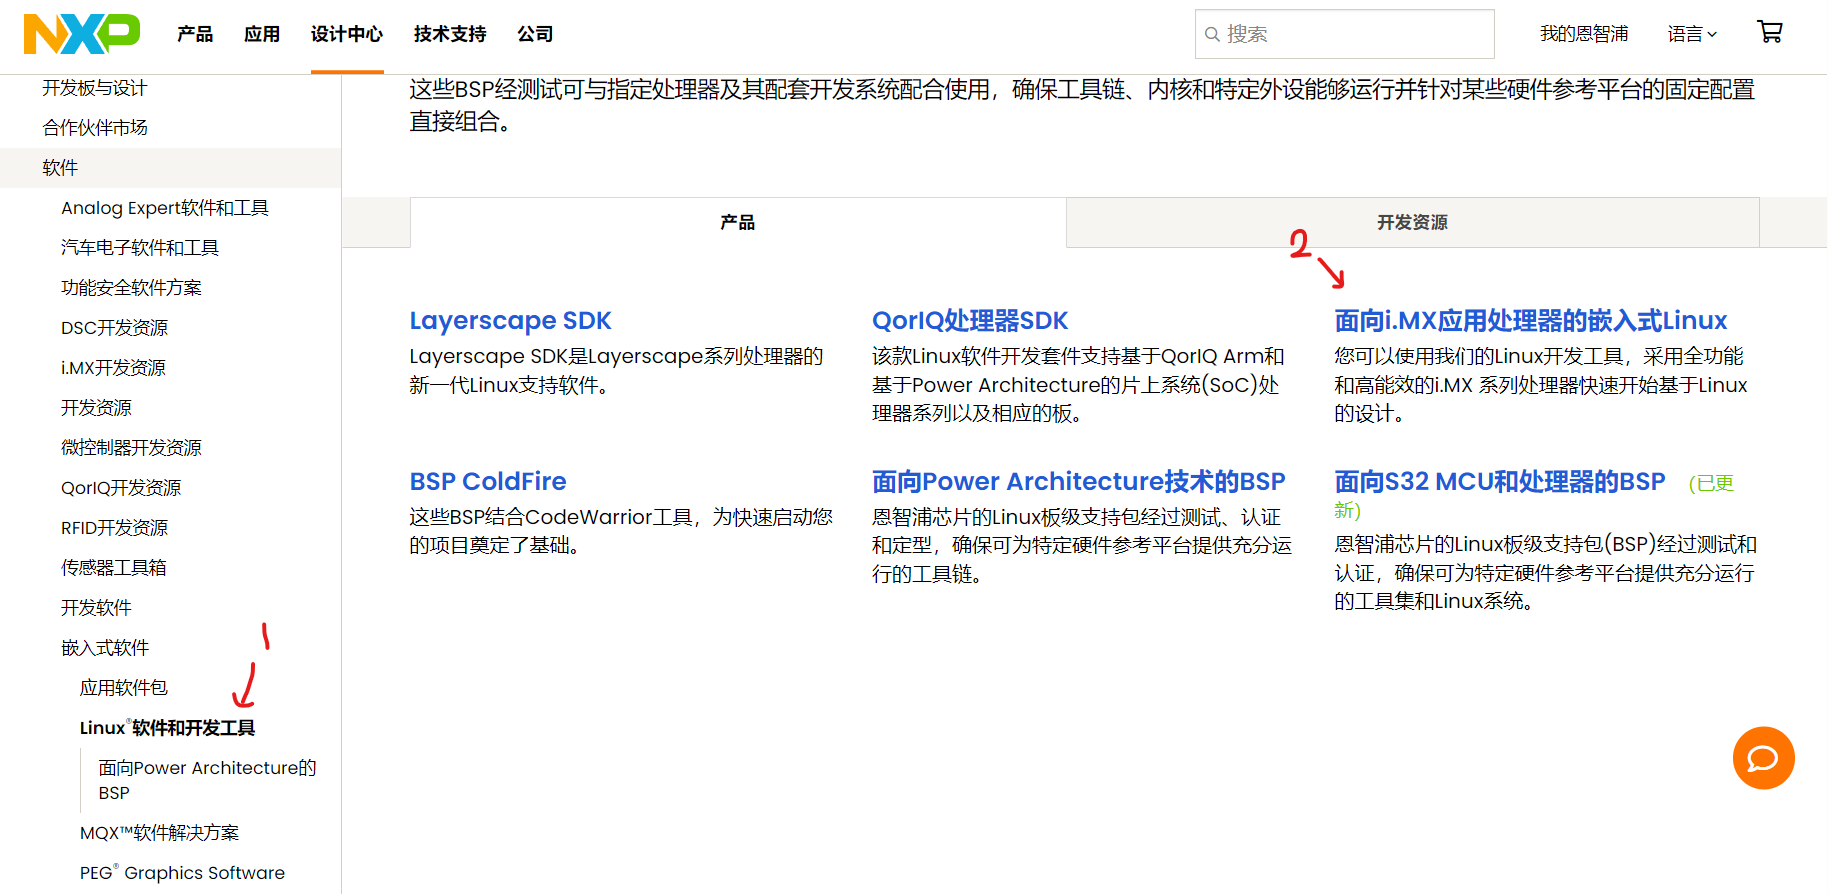 NXP
产品
应用
设计中心
技术支持
公司
搜索
我的恩智浦
语言
开发板与设计
合作伙伴市场
软件
Analog Expert软件和工具
汽车电子软件和工具
功能安全软件方案
DSC开发资源
i.MX开发资源
开发资源
微控制器开发资源
QorIQ开发资源
RFID开发资源
传感器工具箱
开发软件
嵌入式软件
1
应用软件包
Linux®软件和开发工具
面向Power Architecture的
BSP
MQX™软件解决方案
PEG® Graphics Software
这些BSP经测试可与指定处理器及其配套开发系统配合使用，确保工具链、内核和特定外设能够运行并针对某些硬件参考平台的固定配置
直接组合。
产品
开发资源
2
Layerscape SDK
Layerscape SDK是Layerscape系列处理器的
新一代Linux支持软件。
QorIQ处理器SDK
该款Linux软件开发套件支持基于QorIQ Arm和
基于Power Architecture的片上系统(SoC)处
理器系列以及相应的板。
面向i.MX应用处理器的嵌入式Linux
您可以使用我们的Linux开发工具，采用全功能
和高能效的i.MX 系列处理器快速开始基于Linux
的设计。
BSP ColdFire
这些BSP结合CodeWarrior工具，为快速启动您
的项目奠定了基础。
面向Power Architecture技术的BSP
恩智浦芯片的Linux板级支持包经过测试、认证
和定型，确保可为特定硬件参考平台提供充分运
行的工具链。
面向S32 MCU和处理器的BSP (已更
新)
恩智浦芯片的Linux板级支持包(BSP)经过测试和
认证，确保可为特定硬件参考平台提供充分运行
的工具集和Linux系统。